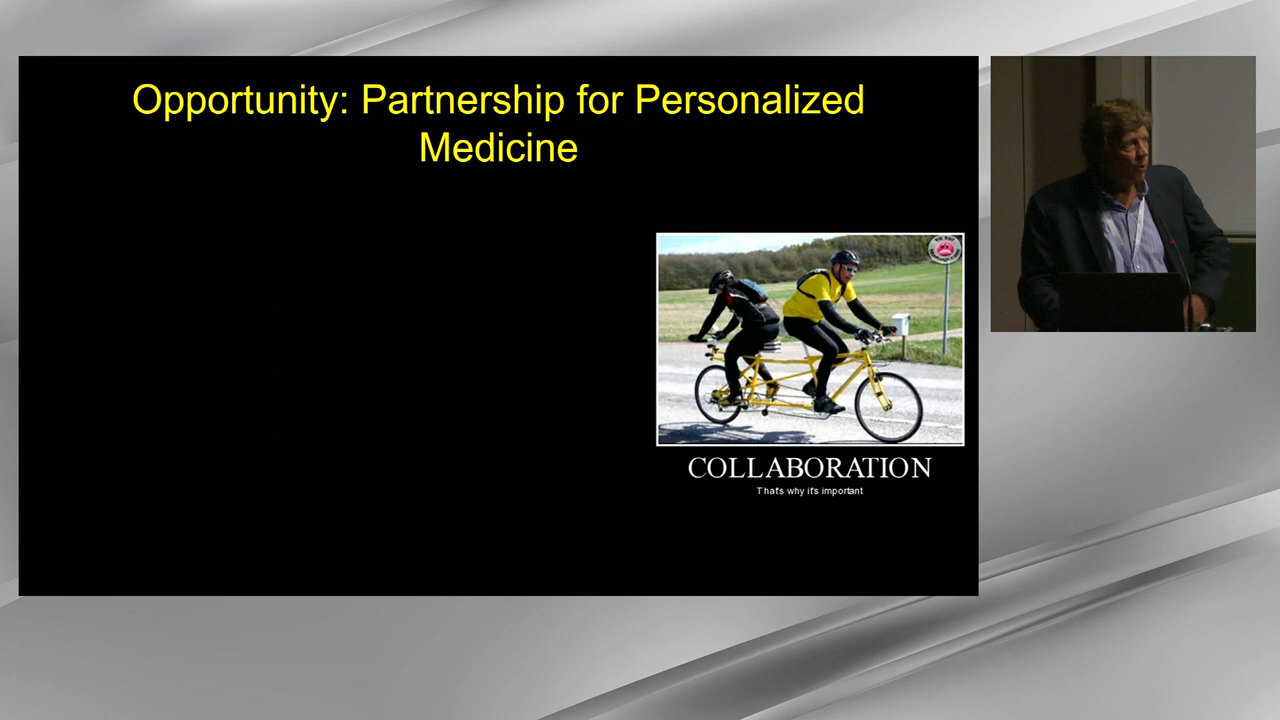 Opportunity: Partnership for Personalized
Medicine
COLLABORATION
That's why it's important